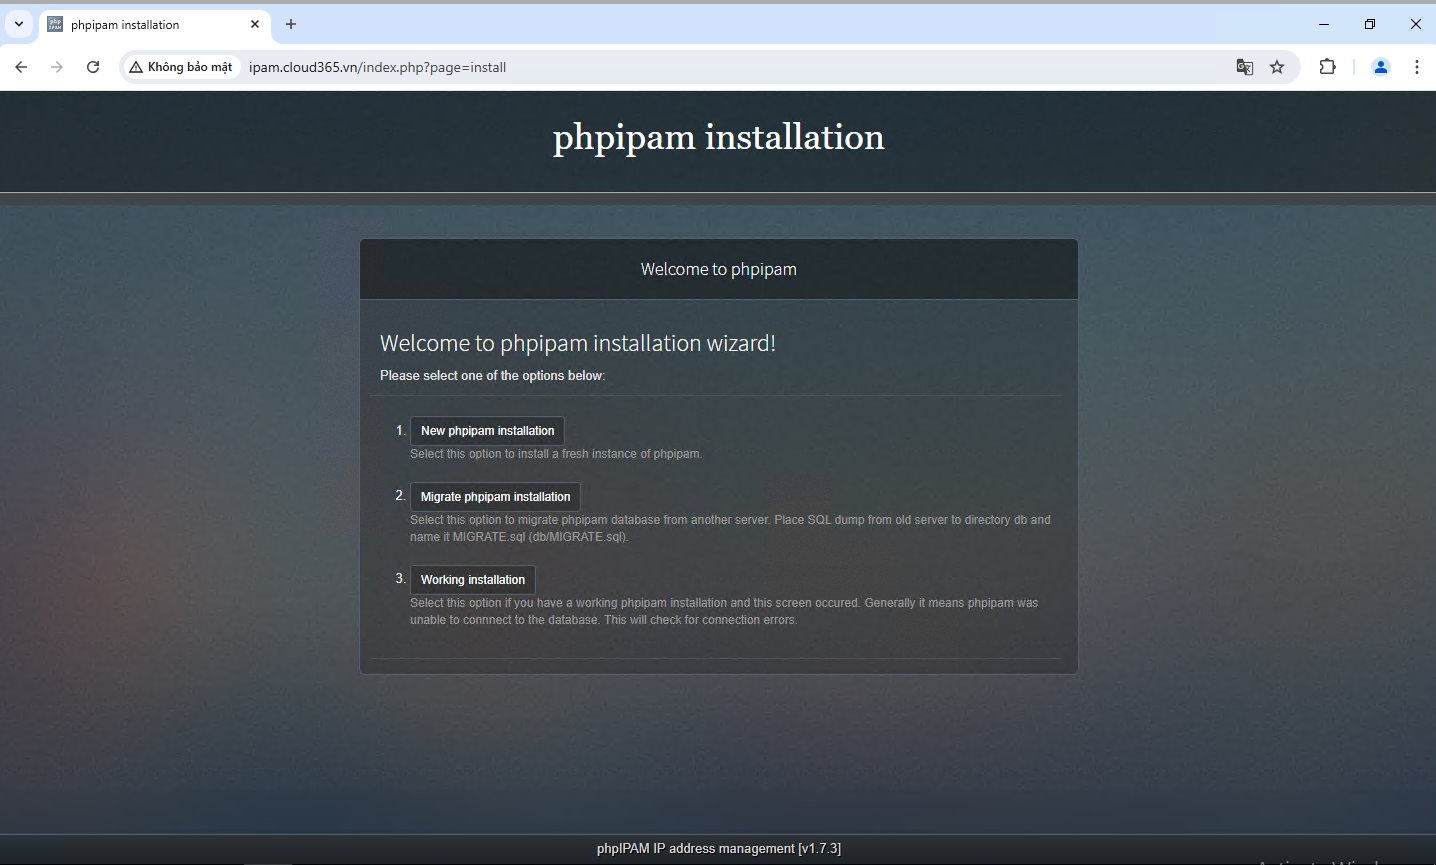 phpipam installation
Không bảo mật
ipam.cloud365.vn/index.php?page=install
phpipam installation
Welcome to phpipam
Welcome to phpipam installation wizard!
Please select one of the options below:
1. New phpipam installation
Select this option to install a fresh instance of phpipam.
2. Migrate phpipam installation
Select this option to migrate phpipam database from another server. Place SQL dump from old server to directory db and
name it MIGRATE.sql (db/MIGRATE.sql).
3. Working installation
Select this option if you have a working phpipam installation and this screen occured. Generally it means phpipam was
unable to connnect to the database. This will check for connection errors.
phpIPAM IP address management [v1.7.3]